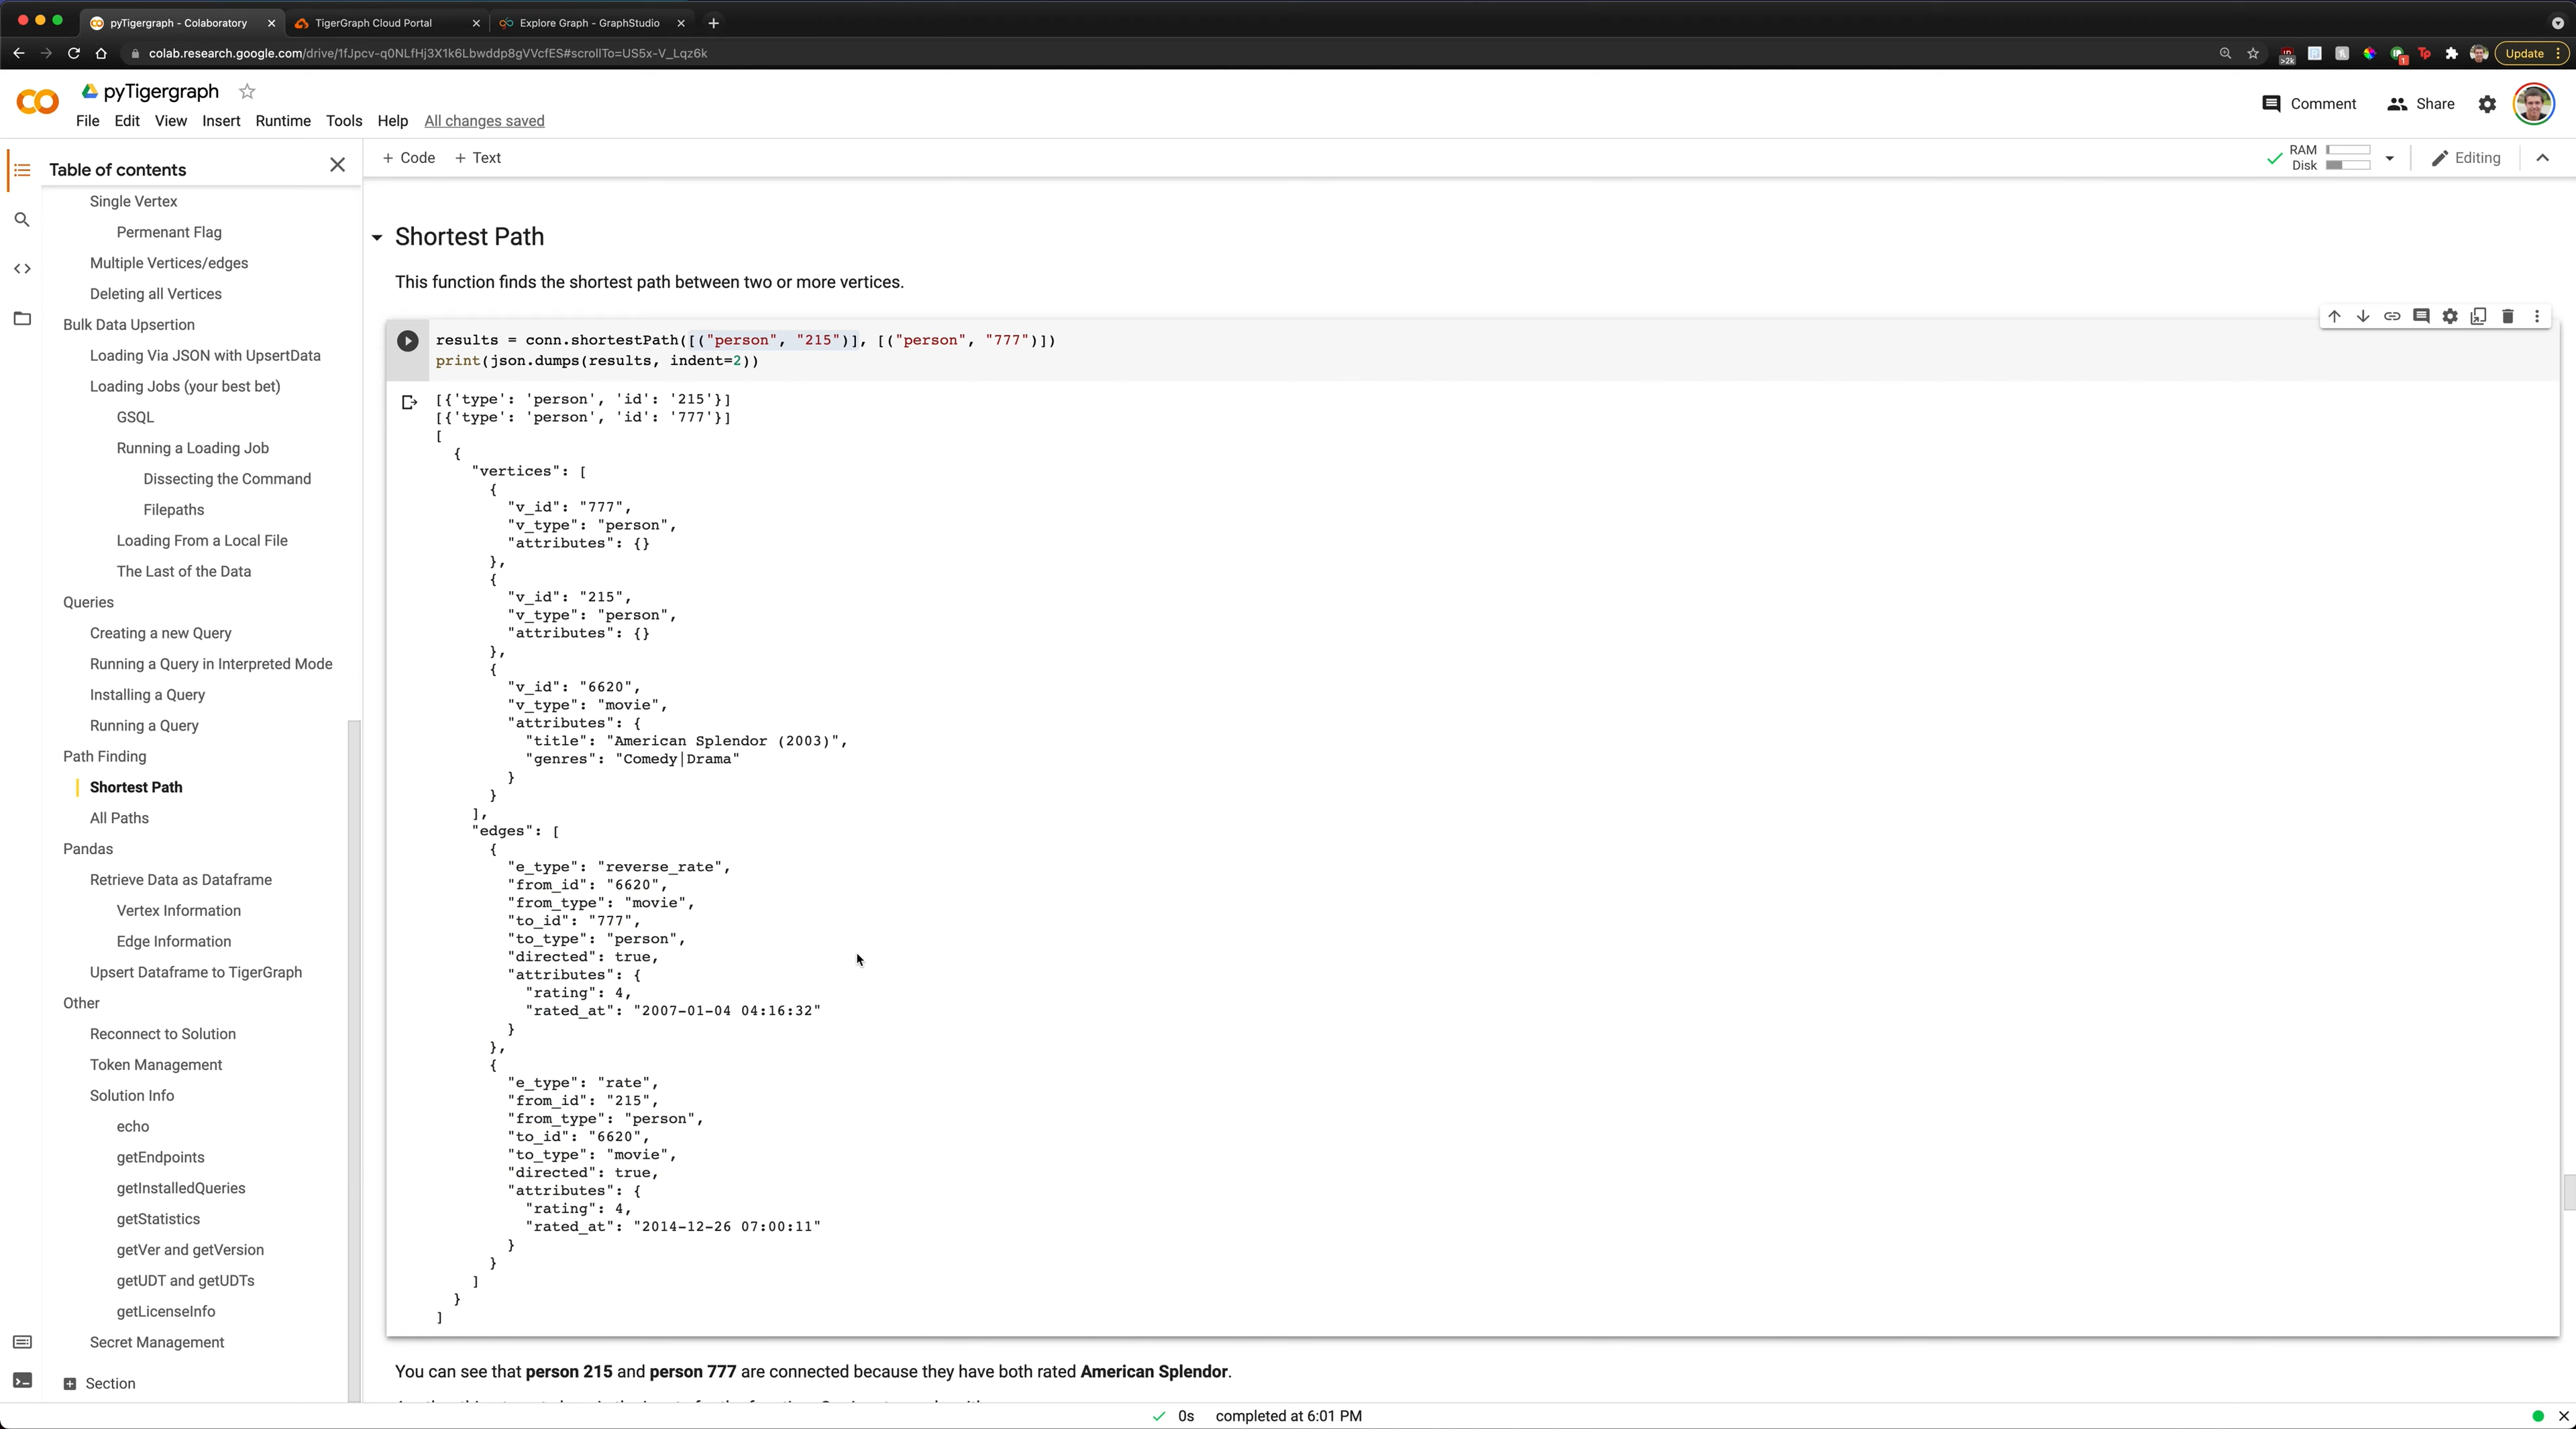 pyTigergraph - Colaboratory
TigerGraph Cloud Portal
Explore Graph - GraphStudio
colab.research.google.com/drive/1fJpcv-q0NLfHj3X1k6Lbwddp8gVVcfES#scrollTo=US5x-V_Lqz6k
>2k
1
Tp
Update
pyTigergraph
File Edit View Insert Runtime Tools Help All changes saved
Comment
Share
Table of contents
+ Code + Text
RAM
Disk
Editing
Single Vertex
Permenant Flag
Multiple Vertices/edges
Deleting all Vertices
Bulk Data Upsertion
Loading Via JSON with UpsertData
Loading Jobs (your best bet)
GSQL
Running a Loading Job
Dissecting the Command
Filepaths
Loading From a Local File
The Last of the Data
Queries
Creating a new Query
Running a Query in Interpreted Mode
Installing a Query
Running a Query
Path Finding
Shortest Path
All Paths
Pandas
Retrieve Data as Dataframe
Vertex Information
Edge Information
Upsert Dataframe to TigerGraph
Other
Reconnect to Solution
Token Management
Solution Info
echo
getEndpoints
getInstalledQueries
getStatistics
getVer and getVersion
getUDT and getUDTs
getLicenseInfo
Secret Management
Section
Shortest Path
This function finds the shortest path between two or more vertices.
results = conn.shortestPath([("person", "215")], [("person", "777")])
print(json.dumps(results, indent=2))
[{'type': 'person', 'id': '215'}]
[{'type': 'person', 'id': '777'}]
[
{
"vertices": [
{
"v_id": "777",
"v_type": "person",
"attributes": {}
},
{
"v_id": "215",
"v_type": "person",
"attributes": {}
},
{
"v_id": "6620",
"v_type": "movie",
"attributes": {
"title": "American Splendor (2003)",
"genres": "Comedy|Drama"
}
}
],
"edges": [
{
"e_type": "reverse_rate",
"from_id": "6620",
"from_type": "movie",
"to_id": "777",
"to_type": "person",
"directed": true,
"attributes": {
"rating": 4,
"rated_at": "2007-01-04 04:16:32"
}
},
{
"e_type": "rate",
"from_id": "215",
"from_type": "person",
"to_id": "6620",
"to_type": "movie",
"directed": true,
"attributes": {
"rating": 4,
"rated_at": "2014-12-26 07:00:11"
}
}
]
}
]
You can see that person 215 and person 777 are connected because they have both rated American Splendor.
0s completed at 6:01 PM